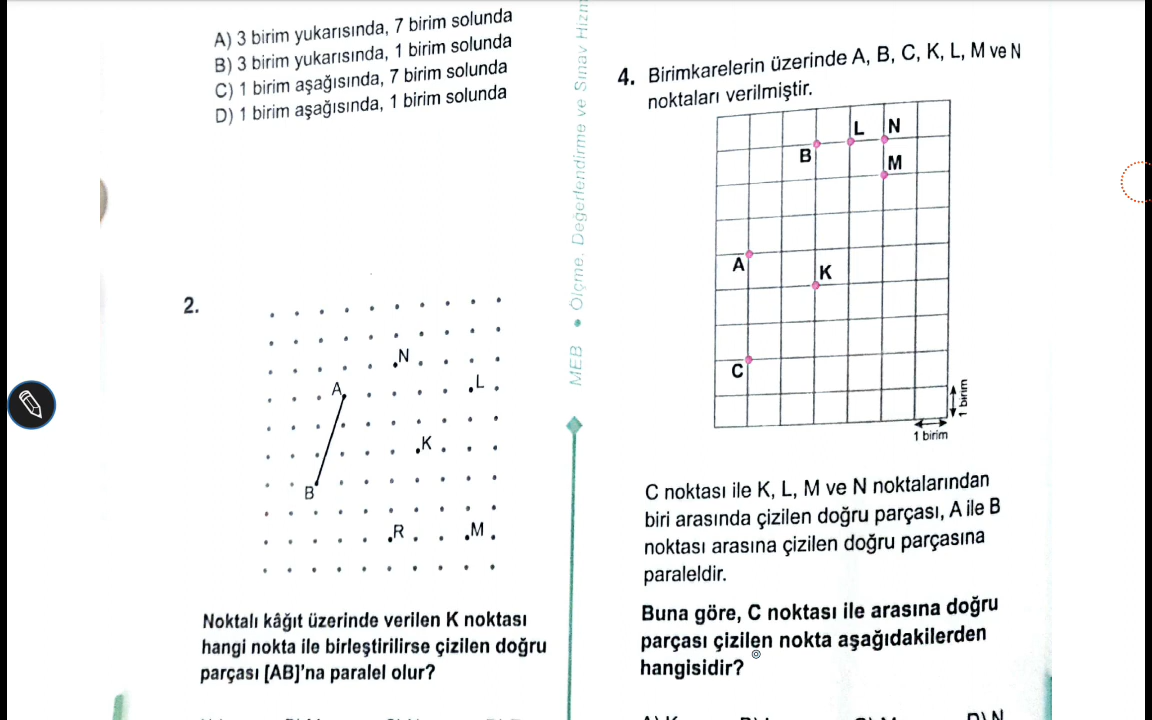 A) 3 birim yukarısında, 7 birim solunda
B) 3 birim yukarısında, 1 birim solunda
C) 1 birim aşağısında, 7 birim solunda
D) 1 birim aşağısında, 1 birim solunda
2.
N
A
L
K
B
R
M
Noktalı kâğıt üzerinde verilen K noktası
hangi nokta ile birleştirilirse çizilen doğru
parçası [AB]'na paralel olur?
MEB ● Ölçme, Değerlendirme ve Sınav
4. Birimkarelerin üzerinde A, B, C, K, L, M ve N
noktaları verilmiştir.
L N
B
M
A
K
C
1 birim
1 birim
C noktası ile K, L, M ve N noktalarından
biri arasında çizilen doğru parçası, A ile B
noktası arasına çizilen doğru parçasına
paraleldir.
Buna göre, C noktası ile arasına doğru
parçası çizilen nokta aşağıdakilerden
hangisidir?